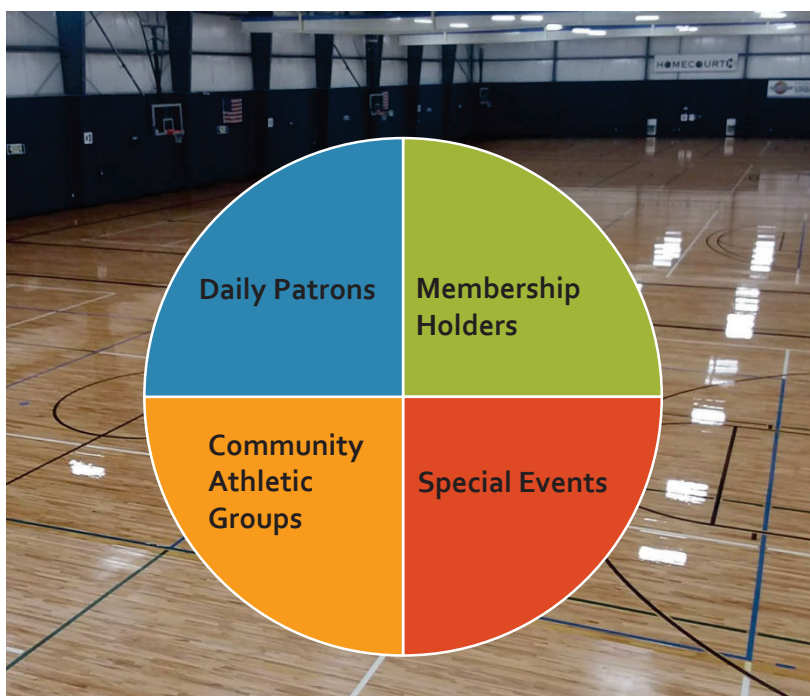 HOMECOURT
Daily Patrons
Membership
Holders
Community
Athletic
Groups
Special Events